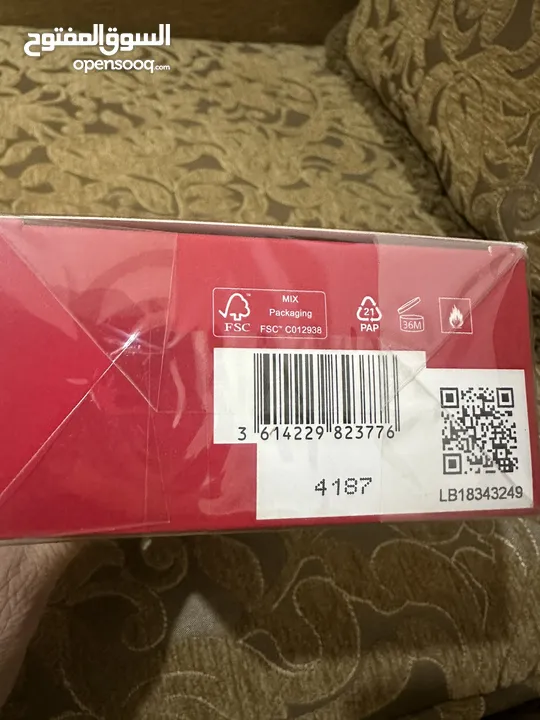 السوق المفتوح
opensooq.com
MIX
Packaging
FSC™ C012938
FSC
21
PAP
36M
3 614229 823776
4187
LB18343249